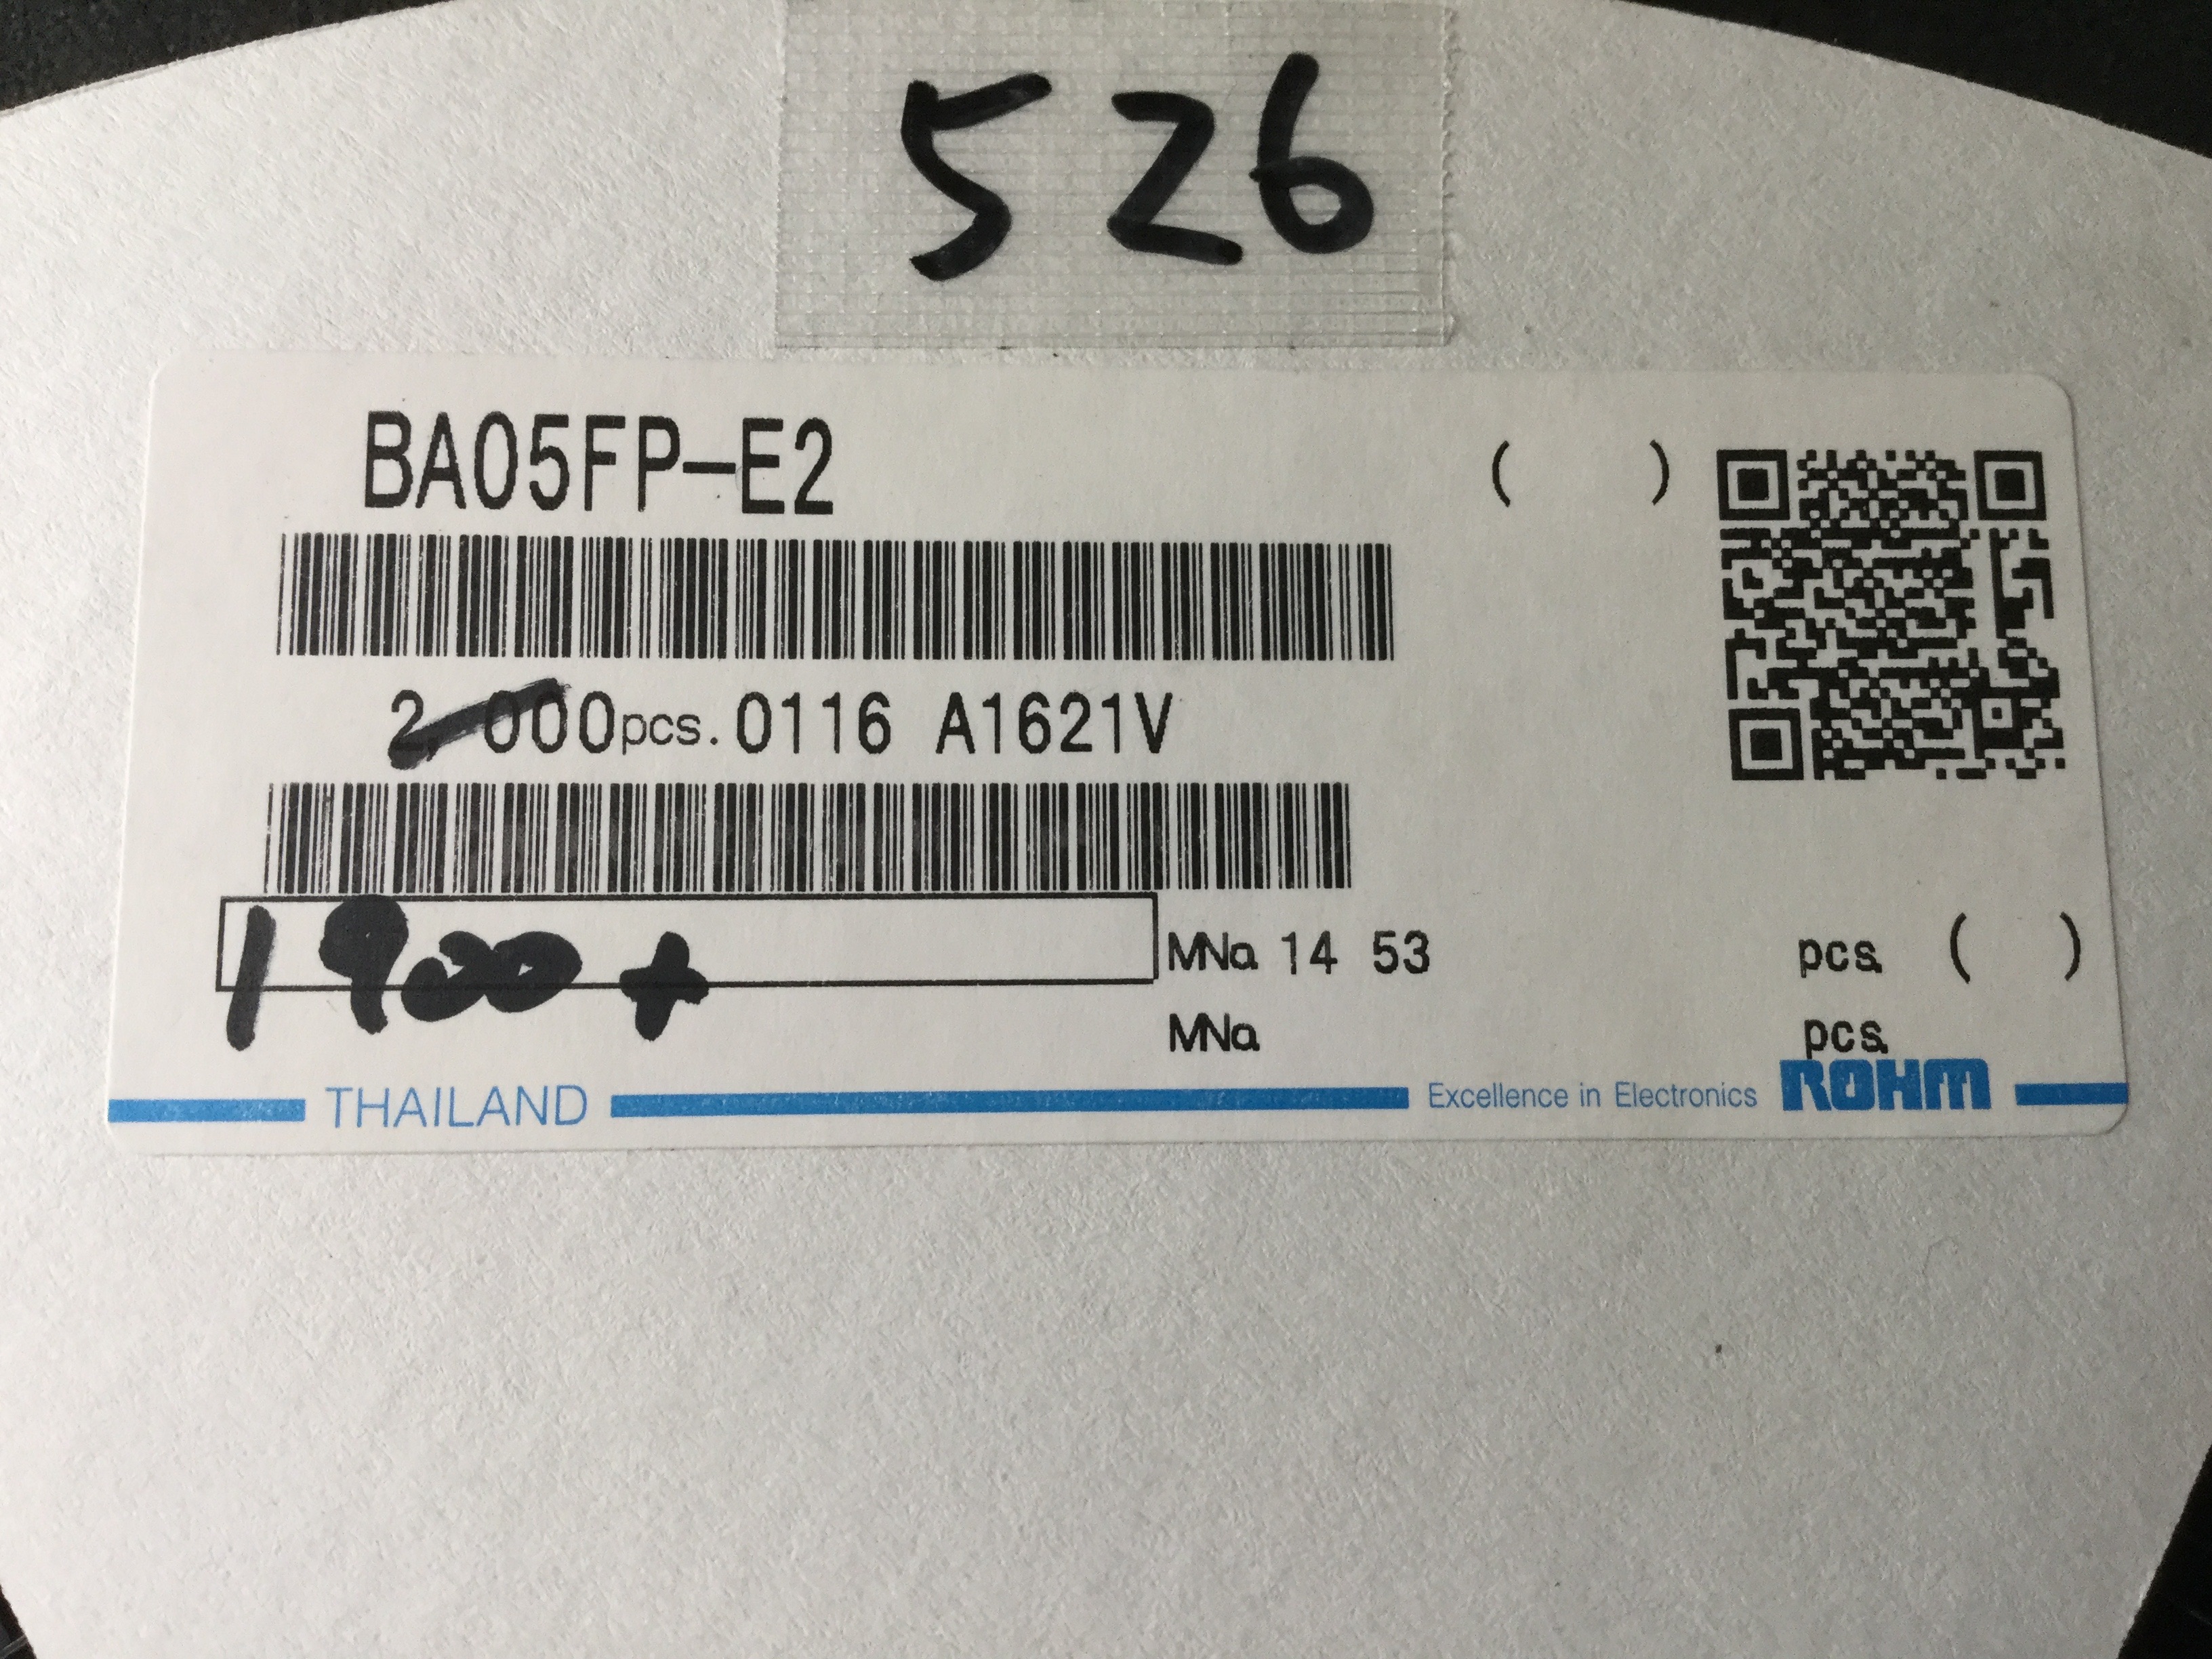 526
BA05FP-E2 ( )
2,000pcs. 0116 A1621V
1900+
MNo 14 53 pcs. ( )
MNo pcs.
THAILAND Excellence in Electronics ROHM